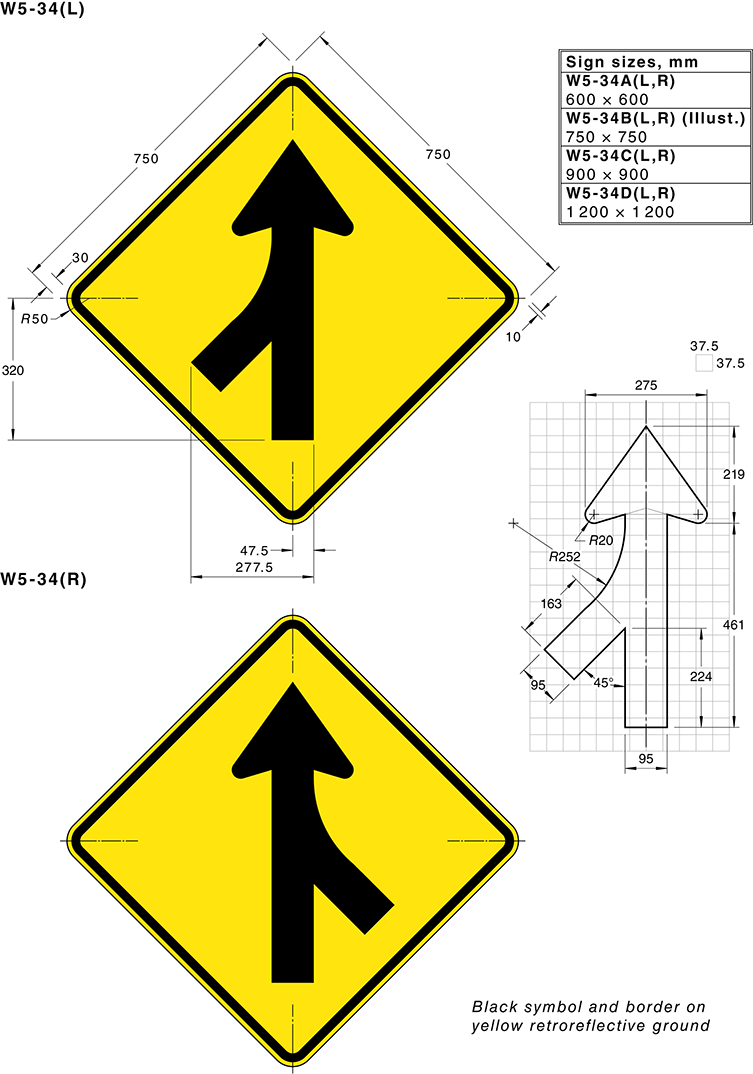 W5-34(L)
750
750
30
R50
320
10
47.5
277.5
Sign sizes, mm
W5-34A(L,R)
600 × 600
W5-34B(L,R) (Illust.)
750 × 750
W5-34C(L,R)
900 × 900
W5-34D(L,R)
1 200 × 1 200
37.5
37.5
275
219
R20
R252
163
461
224
95
45°
95
W5-34(R)
Black symbol and border on
yellow retroreflective ground